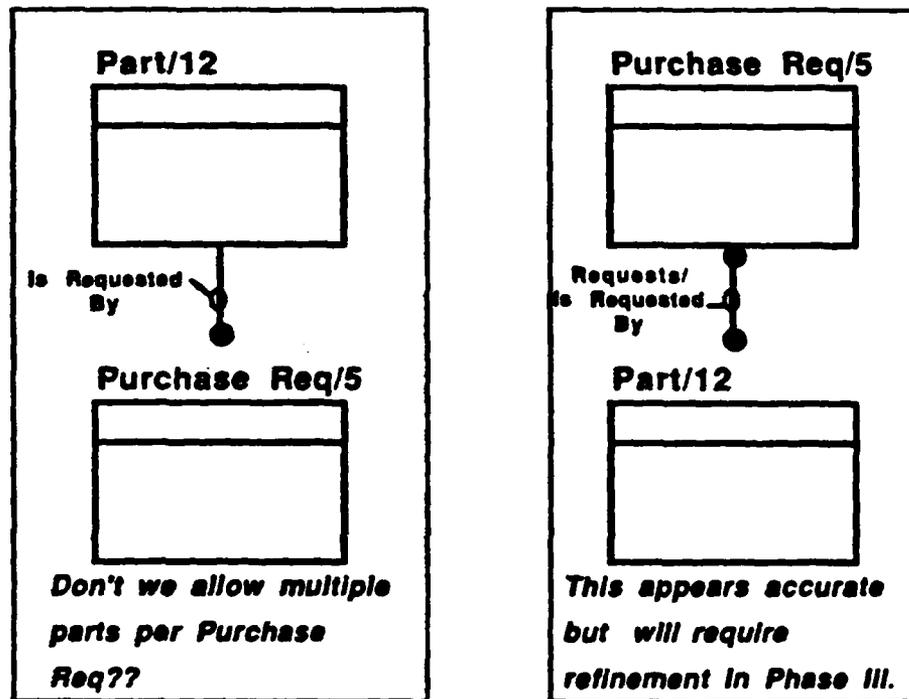 Part/12
Is Requested
By
Purchase Req/5
Don't we allow multiple
parts per Purchase
Req??
Purchase Req/5
Requests/
Is Requested
By
Part/12
This appears accurate
but will require
refinement in Phase III.